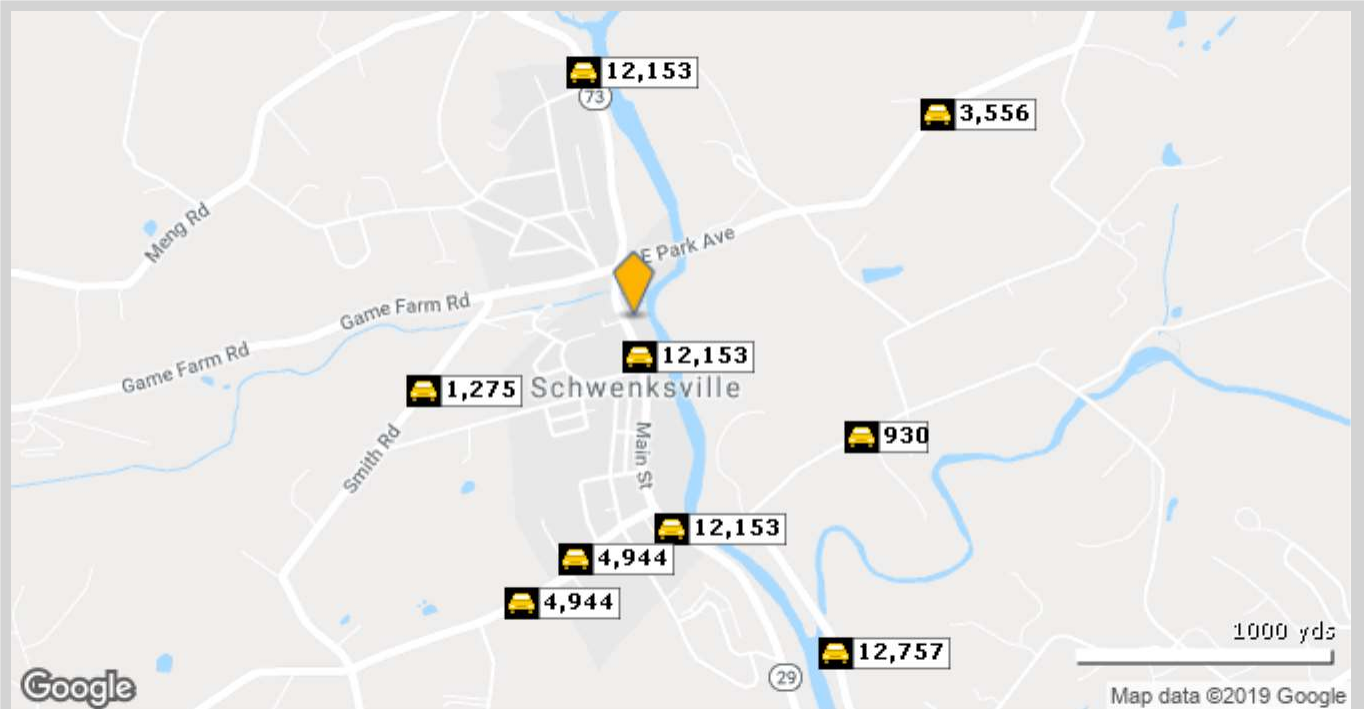 12,153
73
3,556
Meng Rd
E Park Ave
Game Farm Rd
Game Farm Rd
12,153
1,275
Schwenksville
930
Main St
Smith Rd
12,153
4,944
4,944
1000 yds
12,757
29
Google
Map data ©2019 Google